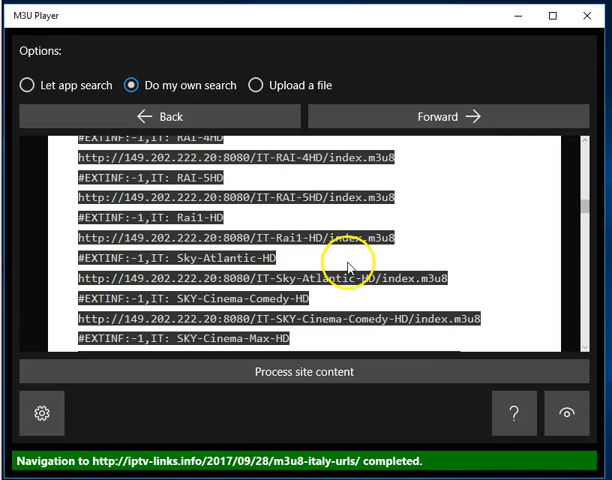 M3U Player
Options:
Let app search
Do my own search
Upload a file
Back
Forward
#EXTINF:-1,IT: RAI-4HD
http://149.202.222.20:8080/IT-RAI-4HD/index.m3u8
#EXTINF:-1,IT: RAI-5HD
http://149.202.222.20:8080/IT-RAI-5HD/index.m3u8
#EXTINF:-1,IT: Rai1-HD
http://149.202.222.20:8080/IT-Rai1-HD/index.m3u8
#EXTINF:-1,IT: Sky-Atlantic-HD
http://149.202.222.20:8080/IT-Sky-Atlantic-HD/index.m3u8
#EXTINF:-1,IT: SKY-Cinema-Comedy-HD
http://149.202.222.20:8080/IT-SKY-Cinema-Comedy-HD/index.m3u8
#EXTINF:-1,IT: SKY-Cinema-Max-HD
Process site content
?
Navigation to http://iptv-links.info/2017/09/28/m3u8-italy-urls/ completed.